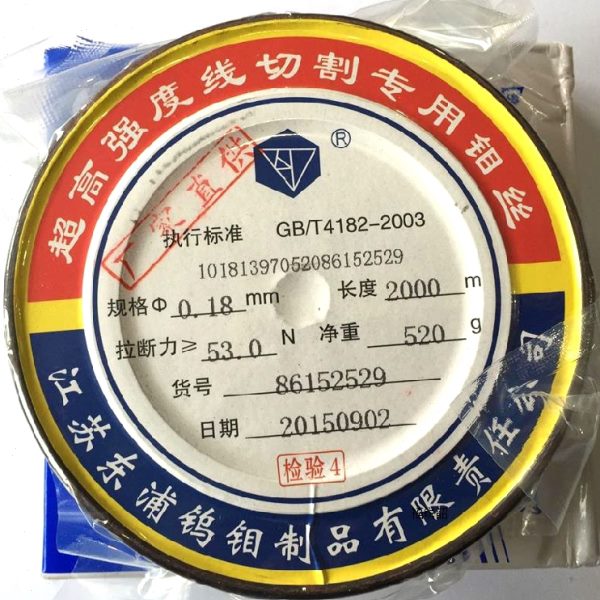 超高强度线切割专用钼丝
®
厂家直供
执行标准 GB/T4182-2003
10181397052086152529
规格Φ 0.18 mm 长度 2000 m
拉断力≥ 53.0 N 净重 520 g
货号 86152529
日期 20150902
检验4
江苏东浦钨钼制品有限责任公司